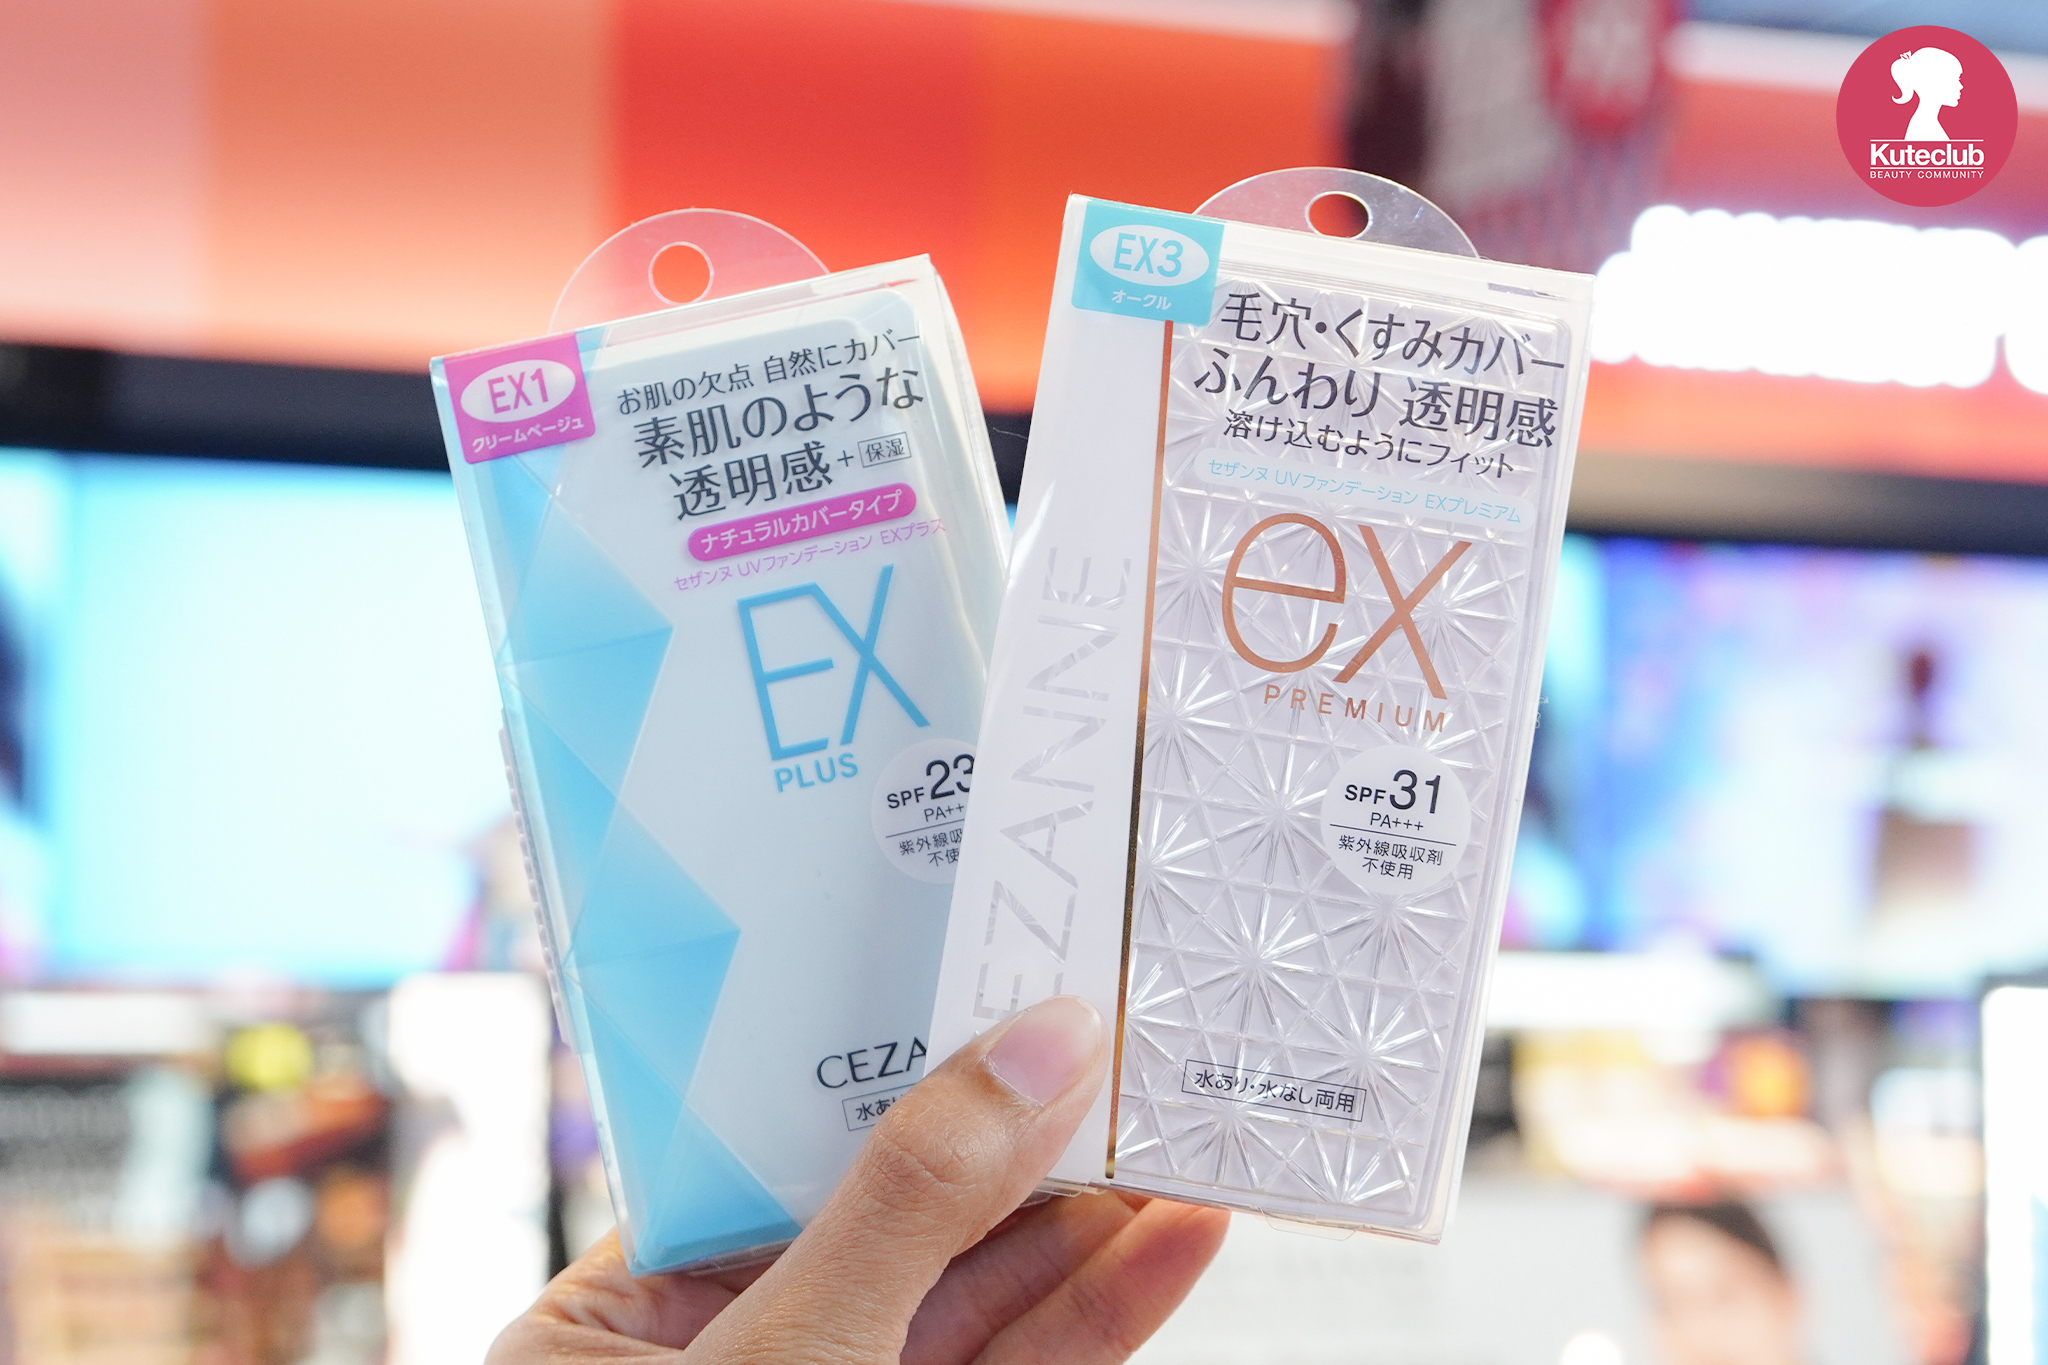 Kuteclub
BEAUTY COMMUNITY
EX1
クリームベージュ
お肌の欠点 自然にカバー
素肌のような
透明感+保湿
ナチュラルカバータイプ
セザンヌ UVファンデーション EXプラス
EX
PLUS
SPF23
PA++
紫外線吸
不使
CEZA
水あり
EX3
オークル
毛穴・くすみカバー
ふんわり 透明感
溶け込むようにフィット
セザンヌ UVファンデーション EXプレミアム
ex
PREMIUM
SPF31
PA+++
紫外線吸収剤
不使用
EZANNE
水あり・水なし両用